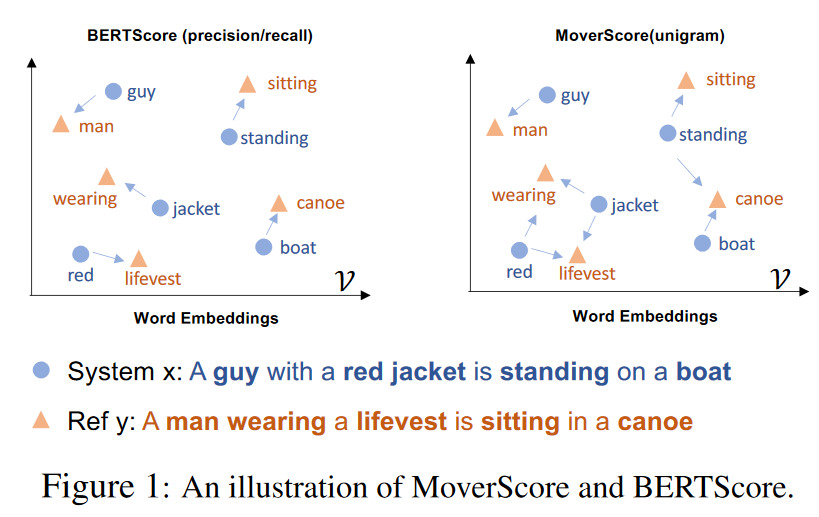 BERTScore (precision/recall)
guy
man
sitting
standing
wearing
jacket
canoe
boat
red
lifevest
𝒱
Word Embeddings
MoverScore(unigram)
guy
man
sitting
standing
wearing
jacket
canoe
boat
red
lifevest
𝒱
Word Embeddings
System x: A guy with a red jacket is standing on a boat
Ref y: A man wearing a lifevest is sitting in a canoe
Figure 1: An illustration of MoverScore and BERTScore.